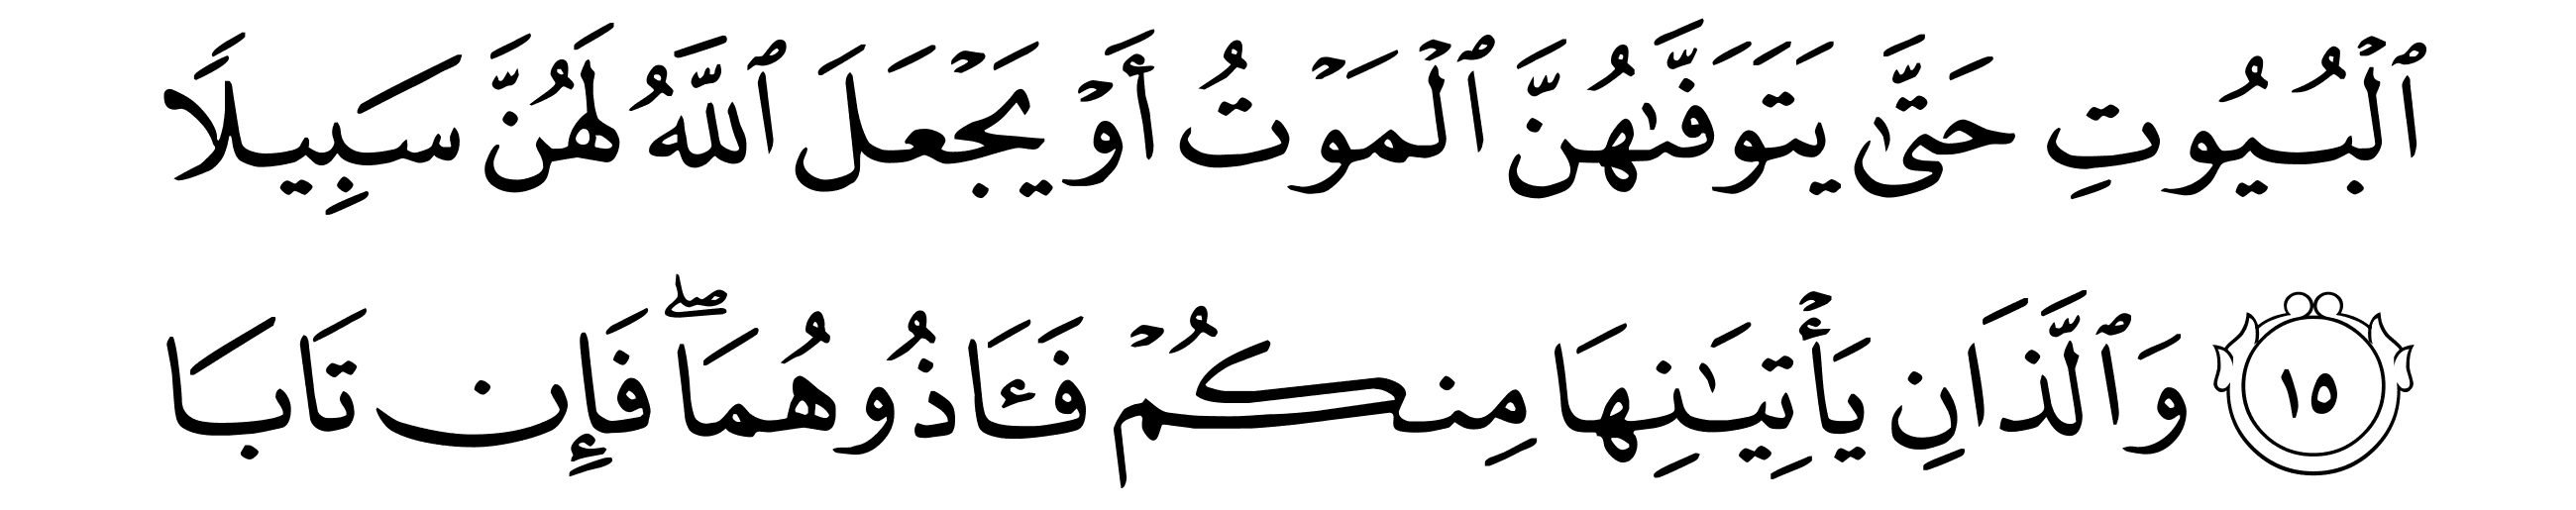 ٱلْبُيُوتِ حَتَّىٰ يَتَوَفَّىٰهُنَّ ٱلْمَوْتُ أَوْ يَجْعَلَ ٱللَّهُ لَهُنَّ سَبِيلًا
١٥ وَٱلَّذَانِ يَأْتِيَـٰنِهَا مِنكُمْ فَـَٔاذُوهُمَا ۖ فَإِن تَابَا